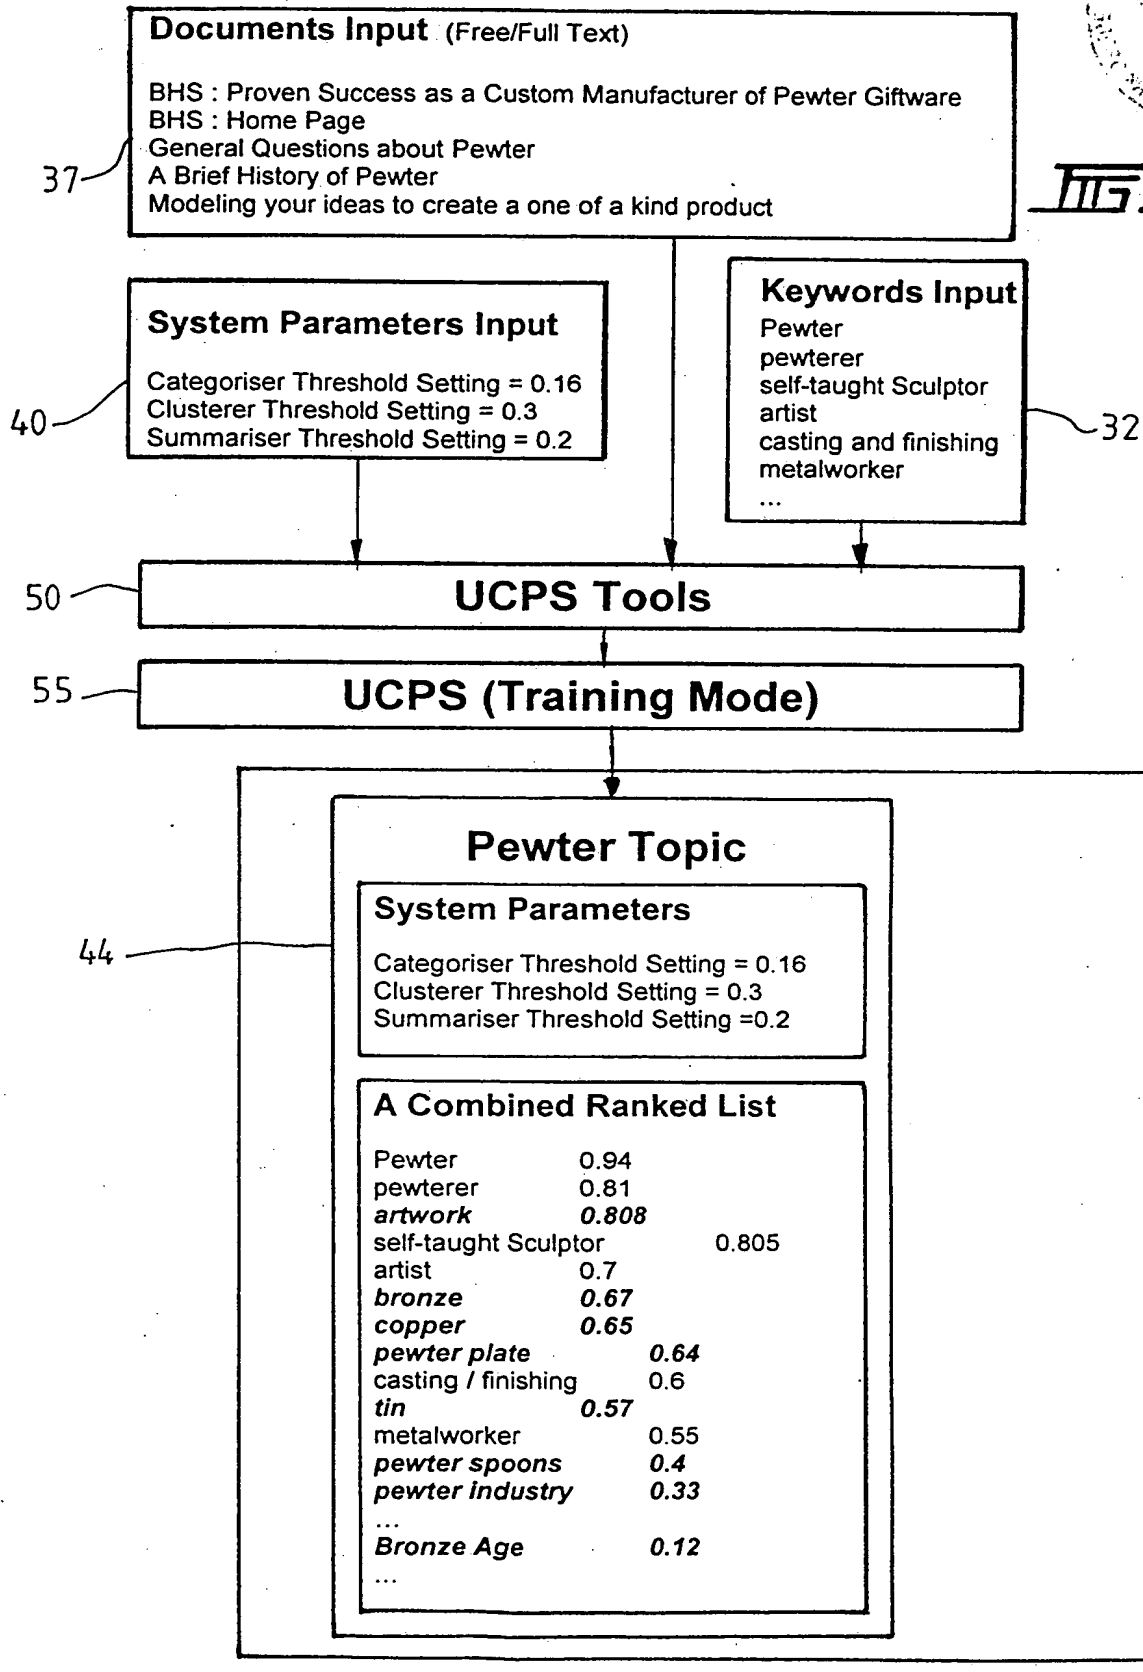 Documents Input (Free/Full Text)
BHS : Proven Success as a Custom Manufacturer of Pewter Giftware
BHS : Home Page
General Questions about Pewter
A Brief History of Pewter
Modeling your ideas to create a one of a kind product
37
FIG.
System Parameters Input
Categoriser Threshold Setting = 0.16
Clusterer Threshold Setting = 0.3
Summariser Threshold Setting = 0.2
40
Keywords Input
Pewter
pewterer
self-taught Sculptor
artist
casting and finishing
metalworker
...
32
50
UCPS Tools
55
UCPS (Training Mode)
44
Pewter Topic
System Parameters
Categoriser Threshold Setting = 0.16
Clusterer Threshold Setting = 0.3
Summariser Threshold Setting =0.2
A Combined Ranked List
Pewter 0.94
pewterer 0.81
artwork 0.808
self-taught Sculptor 0.805
artist 0.7
bronze 0.67
copper 0.65
pewter plate 0.64
casting / finishing 0.6
tin 0.57
metalworker 0.55
pewter spoons 0.4
pewter industry 0.33
...
Bronze Age 0.12
...